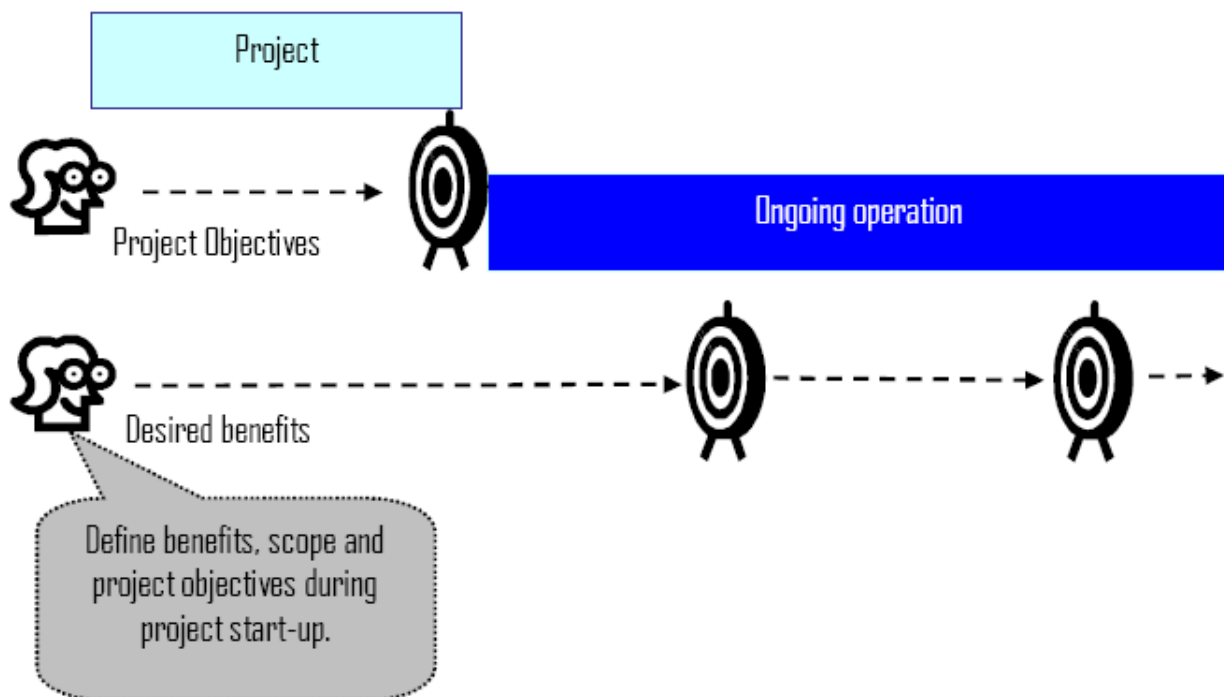 Project
Project Objectives
Ongoing operation
Desired benefits
Define benefits, scope and
project objectives during
project start-up.